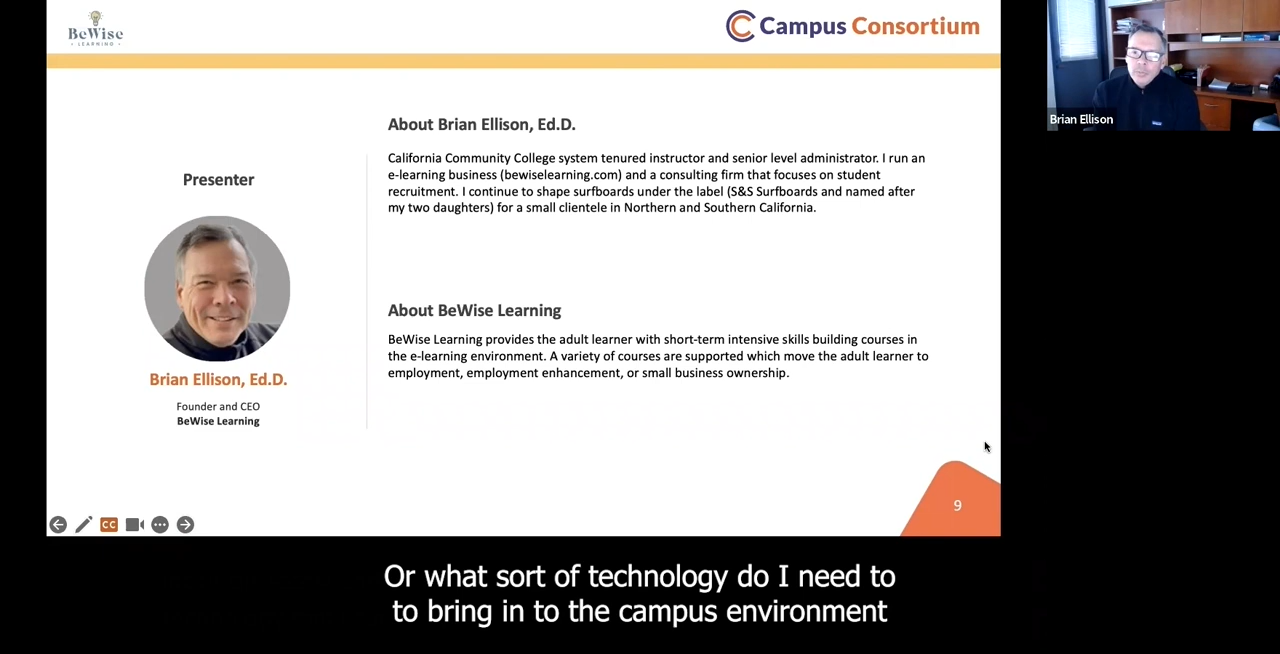 BeWise
LEARNING
Campus Consortium
Brian Ellison
About Brian Ellison, Ed.D.
California Community College system tenured instructor and senior level administrator. I run an
e-learning business (bewiselearning.com) and a consulting firm that focuses on student
recruitment. I continue to shape surfboards under the label (S&S Surfboards and named after
my two daughters) for a small clientele in Northern and Southern California.
Presenter
Brian Ellison, Ed.D.
Founder and CEO
BeWise Learning
About BeWise Learning
BeWise Learning provides the adult learner with short-term intensive skills building courses in
the e-learning environment. A variety of courses are supported which move the adult learner to
employment, employment enhancement, or small business ownership.
9
CC
Or what sort of technology do I need to
to bring in to the campus environment